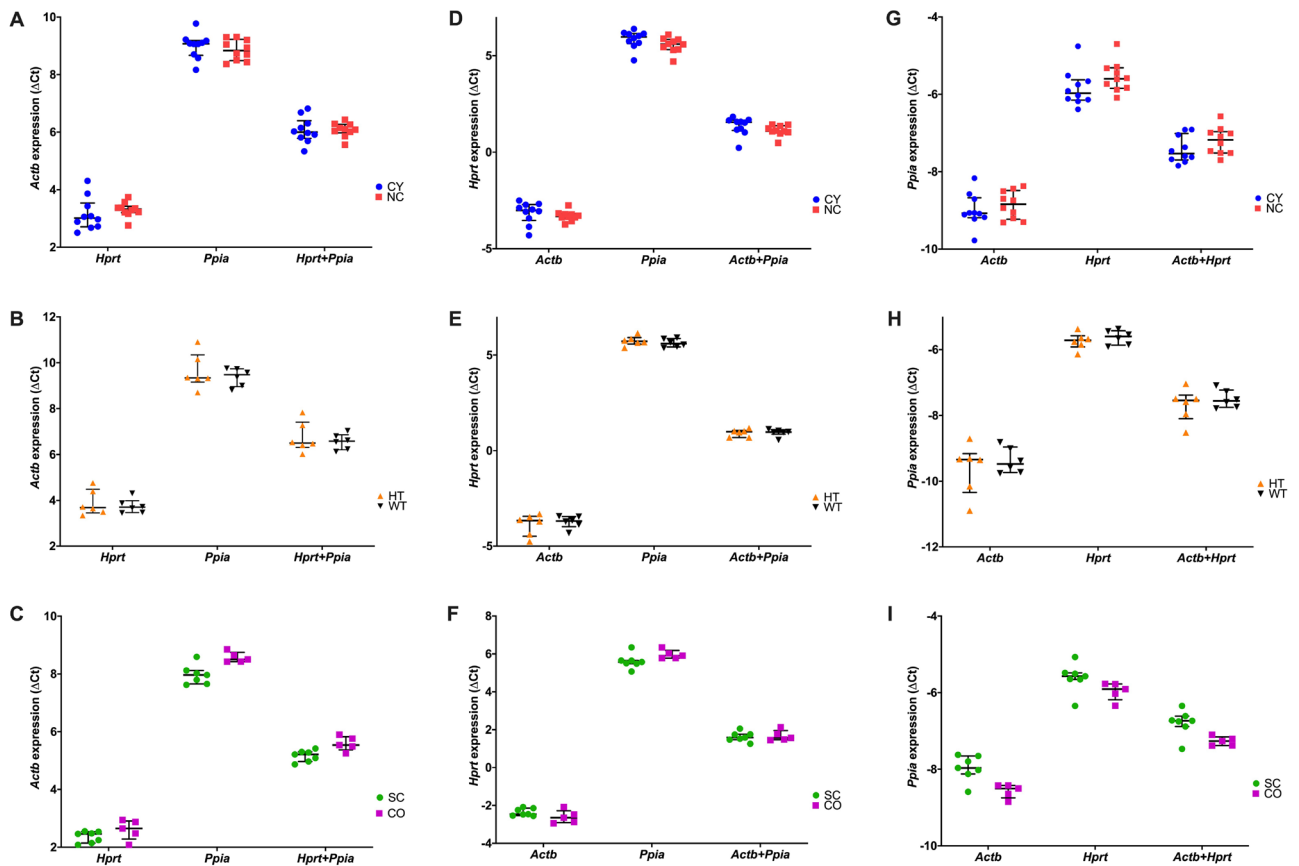 A
Actb expression (ΔCt)
10
8
6
4
2
Hprt
Ppia
Hprt+Ppia
CY
NC
D
Hprt expression (ΔCt)
5
0
-5
Actb
Ppia
Actb+Ppia
CY
NC
G
Ppia expression (ΔCt)
-4
-6
-8
-10
Actb
Hprt
Actb+Hprt
CY
NC
B
Actb expression (ΔCt)
12
10
8
6
4
2
Hprt
Ppia
Hprt+Ppia
HT
WT
E
Hprt expression (ΔCt)
5
0
-5
Actb
Ppia
Actb+Ppia
HT
WT
H
Ppia expression (ΔCt)
-6
-8
-10
-12
Actb
Hprt
Actb+Hprt
HT
WT
C
Actb expression (ΔCt)
10
8
6
4
2
Hprt
Ppia
Hprt+Ppia
SC
CO
F
Hprt expression (ΔCt)
8
6
4
2
0
-2
-4
Actb
Ppia
Actb+Ppia
SC
CO
I
Ppia expression (ΔCt)
-4
-6
-8
-10
Actb
Hprt
Actb+Hprt
SC
CO